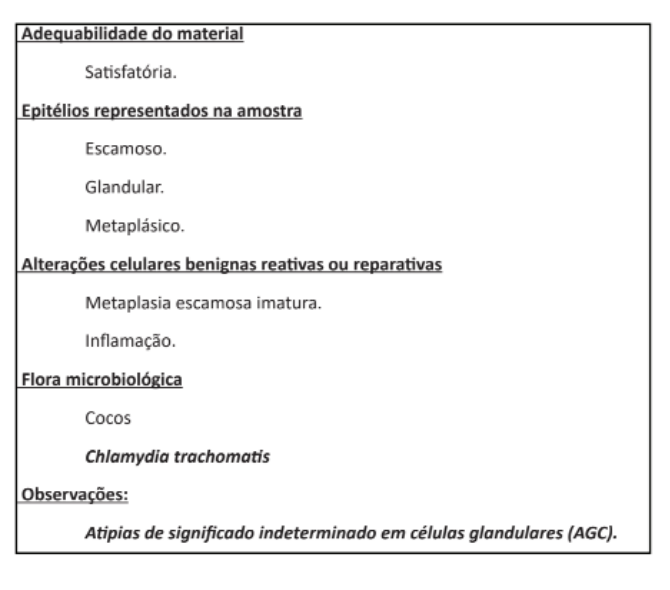 Adequabilidade do material
Satisfatória.
Epitélios representados na amostra
Escamoso.
Glandular.
Metaplásico.
Alterações celulares benignas reativas ou reparativas
Metaplasia escamosa imatura.
Inflamação.
Flora microbiológica
Cocos
Chlamydia trachomatis
Observações:
Atipias de significado indeterminado em células glandulares (AGC).